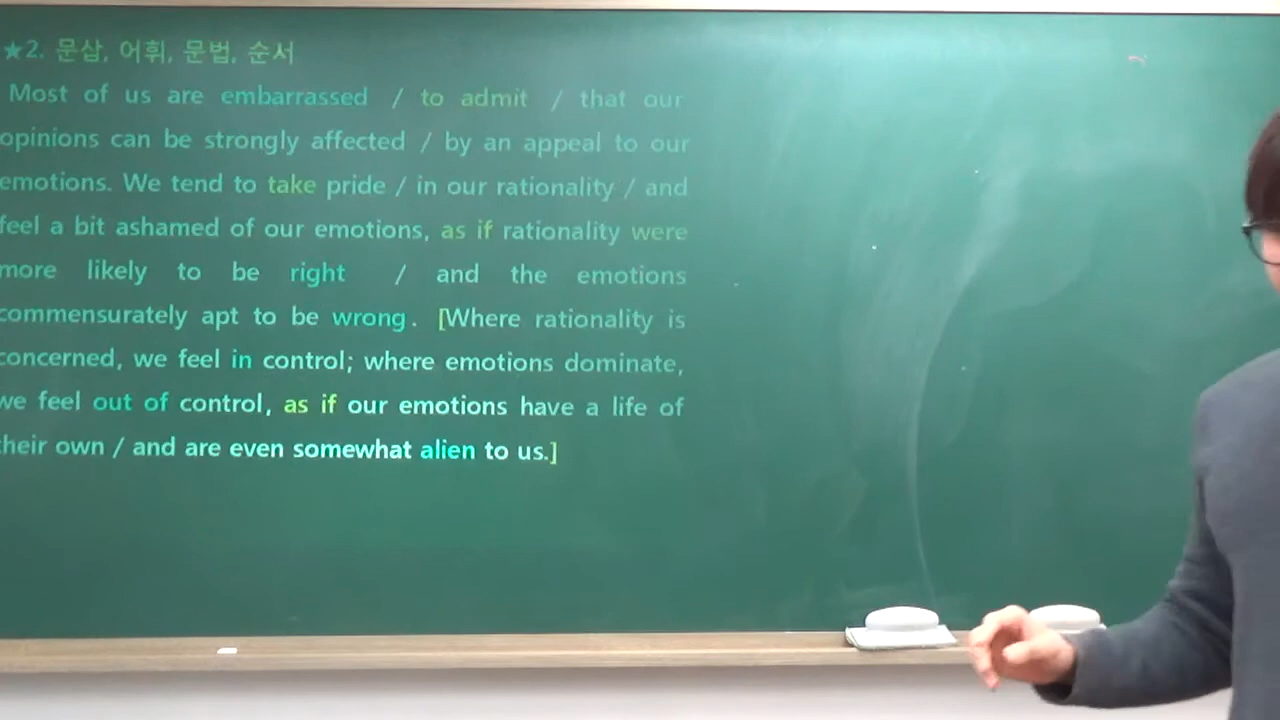 ★2. 문삽, 어휘, 문법, 순서
Most of us are embarrassed / to admit / that our
opinions can be strongly affected / by an appeal to our
emotions. We tend to take pride / in our rationality / and
feel a bit ashamed of our emotions, as if rationality were
more likely to be right / and the emotions
commensurately apt to be wrong. [Where rationality is
concerned, we feel in control; where emotions dominate,
we feel out of control, as if our emotions have a life of
their own / and are even somewhat alien to us.]